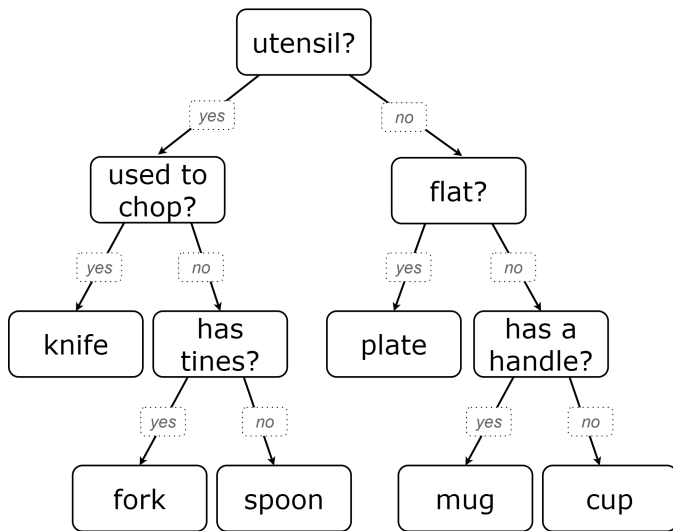 utensil?
yes
no
used to
chop?
flat?
yes
no
yes
no
knife
has
tines?
plate
has a
handle?
yes
no
yes
no
fork
spoon
mug
cup